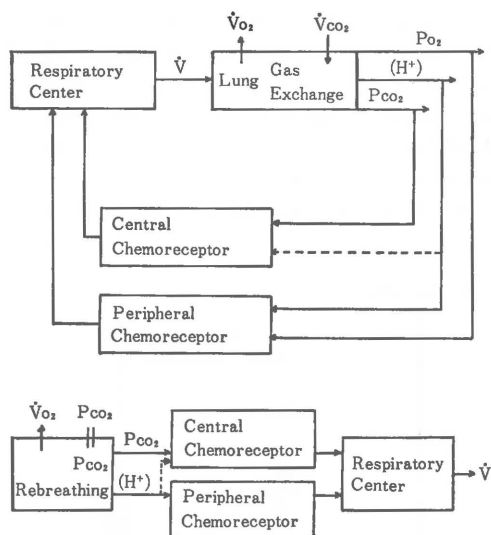 V̇o₂
V̇co₂
Po₂
Respiratory
Center
V̇
Lung
Gas
Exchange
(H⁺)
Pco₂
Central
Chemoreceptor
Peripheral
Chemoreceptor
V̇o₂
Pco₂
Pco₂
Rebreathing
Pco₂
(H⁺)
Central
Chemoreceptor
Peripheral
Chemoreceptor
Respiratory
Center
V̇